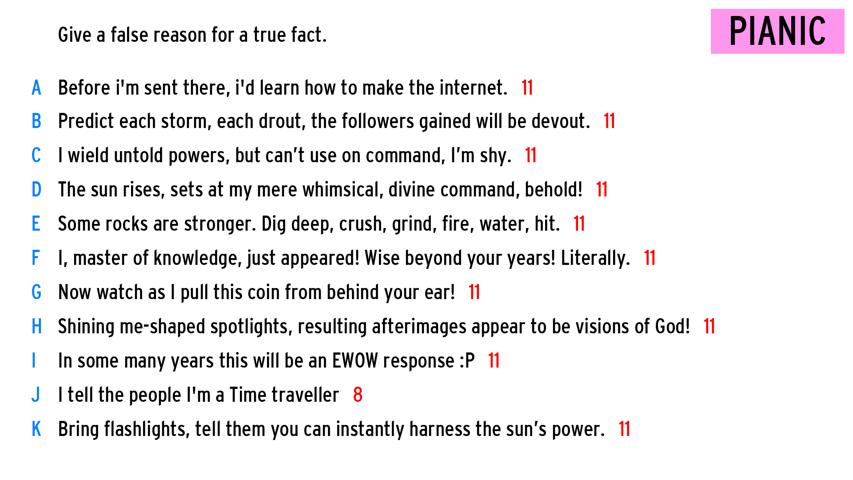 Give a false reason for a true fact.
PIANIC
A Before i'm sent there, i'd learn how to make the internet. 11
B Predict each storm, each drout, the followers gained will be devout. 11
C I wield untold powers, but can’t use on command, I’m shy. 11
D The sun rises, sets at my mere whimsical, divine command, behold! 11
E Some rocks are stronger. Dig deep, crush, grind, fire, water, hit. 11
F I, master of knowledge, just appeared! Wise beyond your years! Literally. 11
G Now watch as I pull this coin from behind your ear! 11
H Shining me-shaped spotlights, resulting afterimages appear to be visions of God! 11
I In some many years this will be an EWOW response :P 11
J I tell the people I'm a Time traveller 8
K Bring flashlights, tell them you can instantly harness the sun’s power. 11